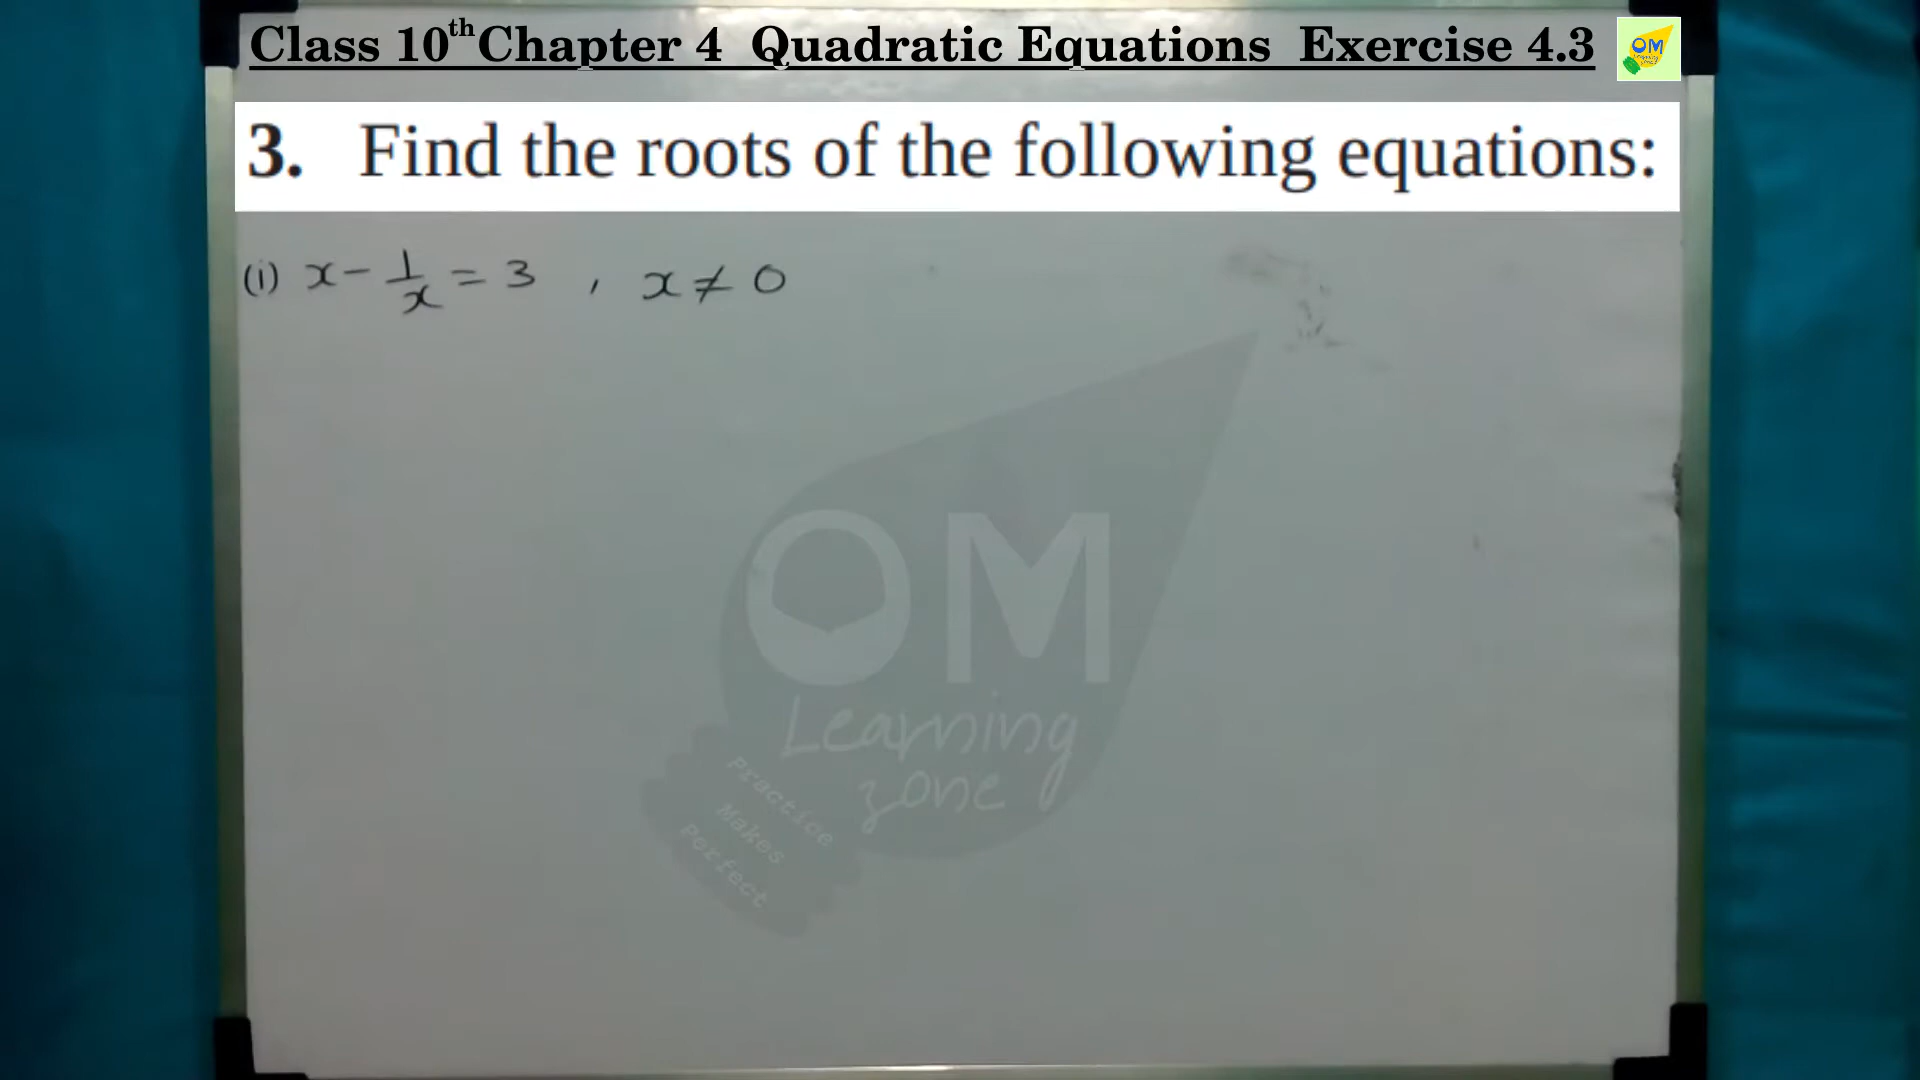 Class 10th Chapter 4 Quadratic Equations Exercise 4.3
OM
3. Find the roots of the following equations:
(i) x - 1/x = 3 , x ≠ 0
OM
Learning
zone
Practice
Makes
Perfect